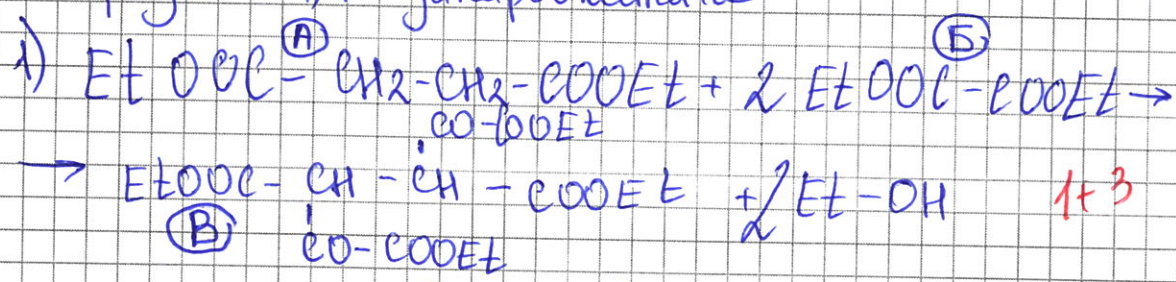 А Б
1) EtOOC - CH2-CH2-COOEt + 2 EtOOC-COOEt →
CO-COOEt
→ EtOOC - CH - CH - COOEt + 2 Et-OH 1+3
В CO-COOEt